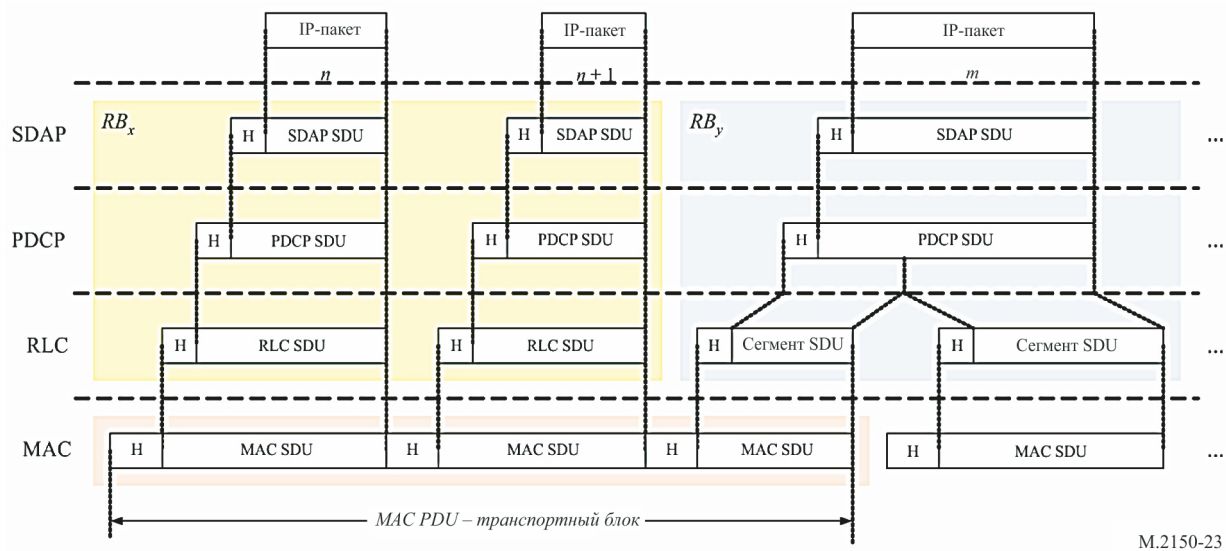 IP-пакет IP-пакет IP-пакет
n n + 1 m
RBx RBy
SDAP H SDAP SDU H SDAP SDU H SDAP SDU ...
PDCP H PDCP SDU H PDCP SDU H PDCP SDU ...
RLC H RLC SDU H RLC SDU H Сегмент SDU H Сегмент SDU ...
MAC H MAC SDU H MAC SDU H MAC SDU H MAC SDU ...
MAC PDU – транспортный блок
M.2150-23